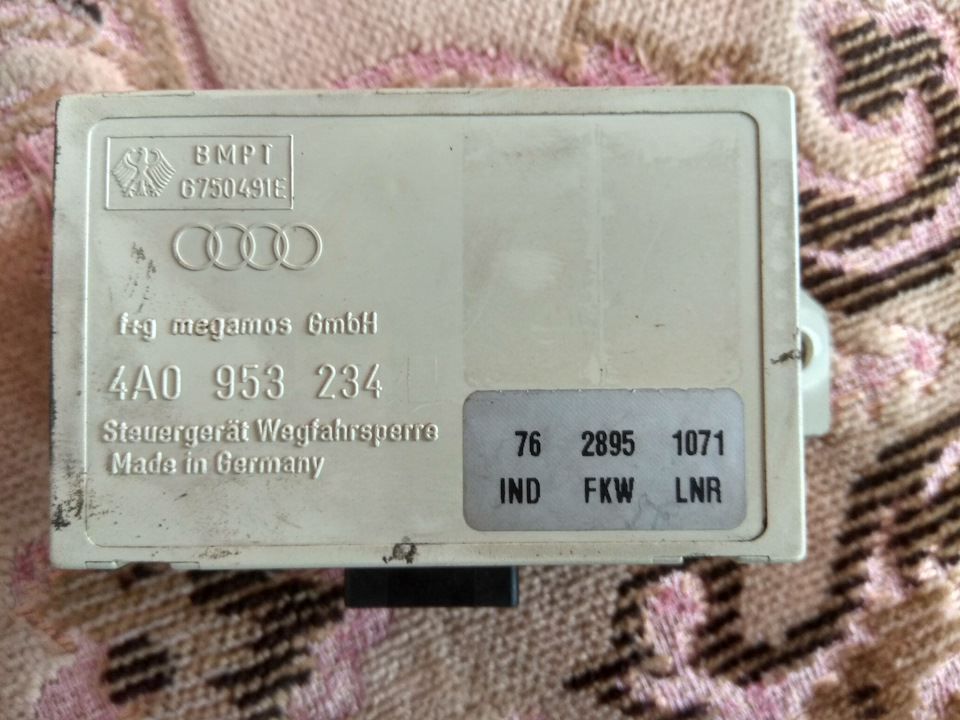 BMPT
6750491E
f+g megamos GmbH
4A0 953 234
Steuergerät Wegfahrsperre
Made in Germany
76 2895 1071
IND FKW LNR